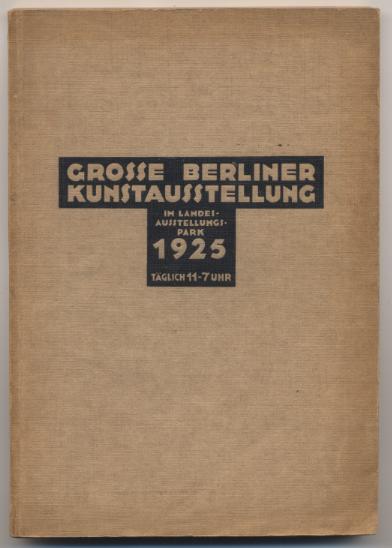 GROSSE BERLINER
KUNSTAUSSTELLUNG
IM LANDES-
AUSSTELLUNGS-
PARK
1925
TÄGLICH 11-7 UHR